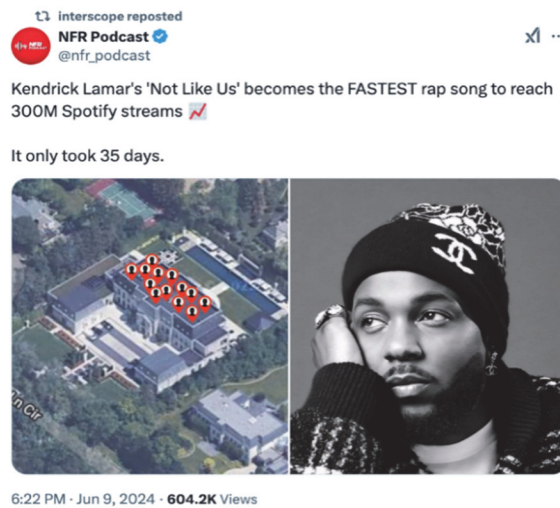 interscope reposted
NFR Podcast
@nfr_podcast
Kendrick Lamar's 'Not Like Us' becomes the FASTEST rap song to reach
300M Spotify streams
It only took 35 days.
n Cir
6:22 PM · Jun 9, 2024 · 604.2K Views